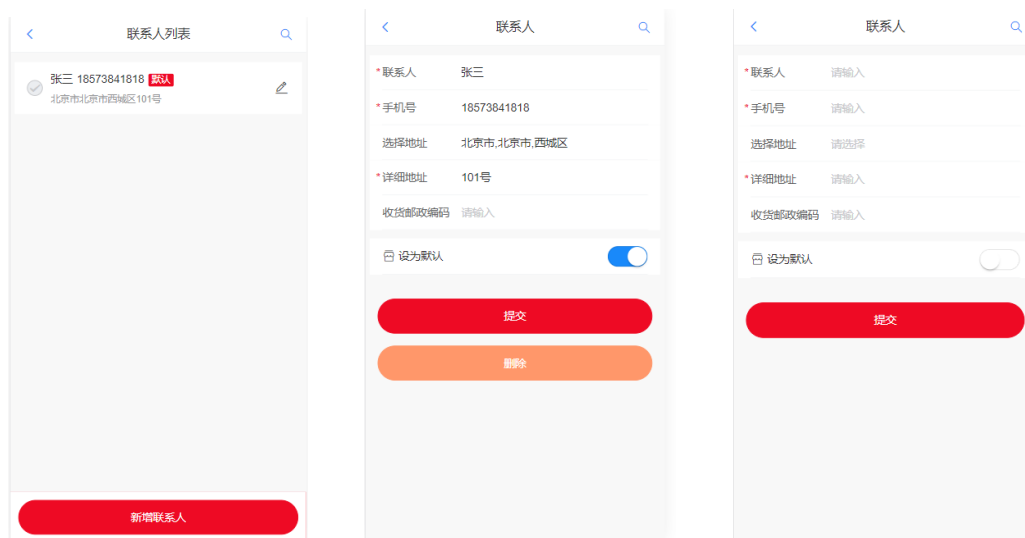 联系人列表
张三 18573841818 默认
北京市北京市西城区101号
新增联系人
联系人
*联系人 张三
*手机号 18573841818
选择地址 北京市,北京市,西城区
*详细地址 101号
收货邮政编码 请输入
设为默认
提交
删除
联系人
*联系人 请输入
*手机号 请输入
选择地址 请选择
*详细地址 请输入
收货邮政编码 请输入
设为默认
提交